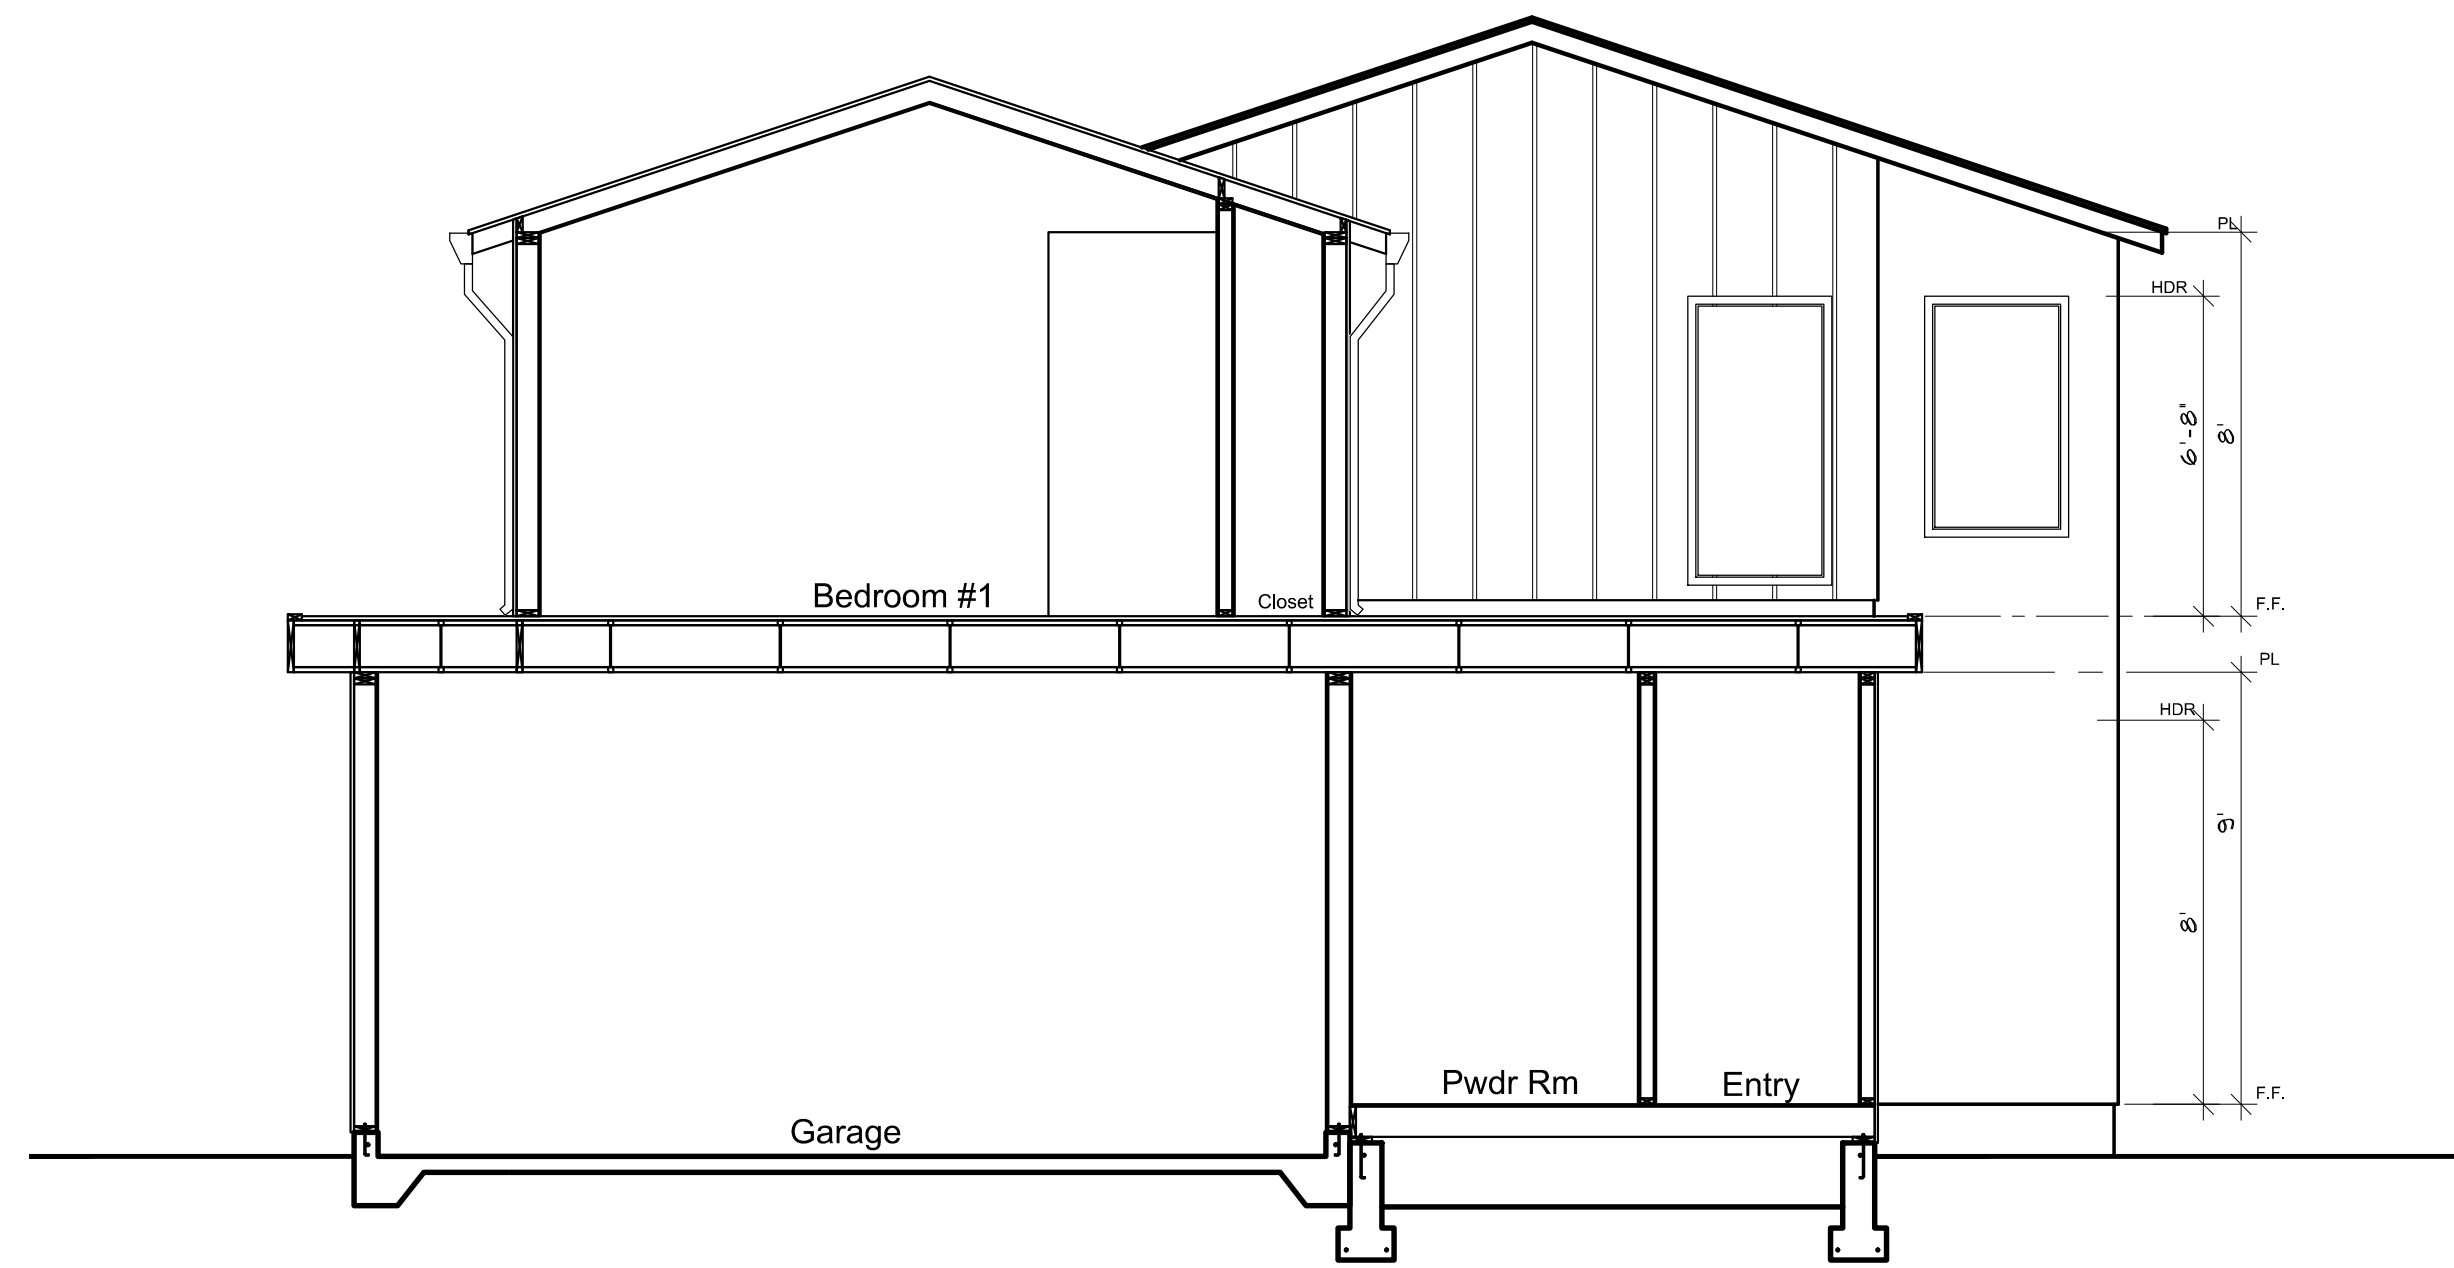 PL
HDR
6'-8"
8'
Bedroom #1
Closet
F.F.
PL
HDR
9'
8'
Pwdr Rm
Entry
F.F.
Garage